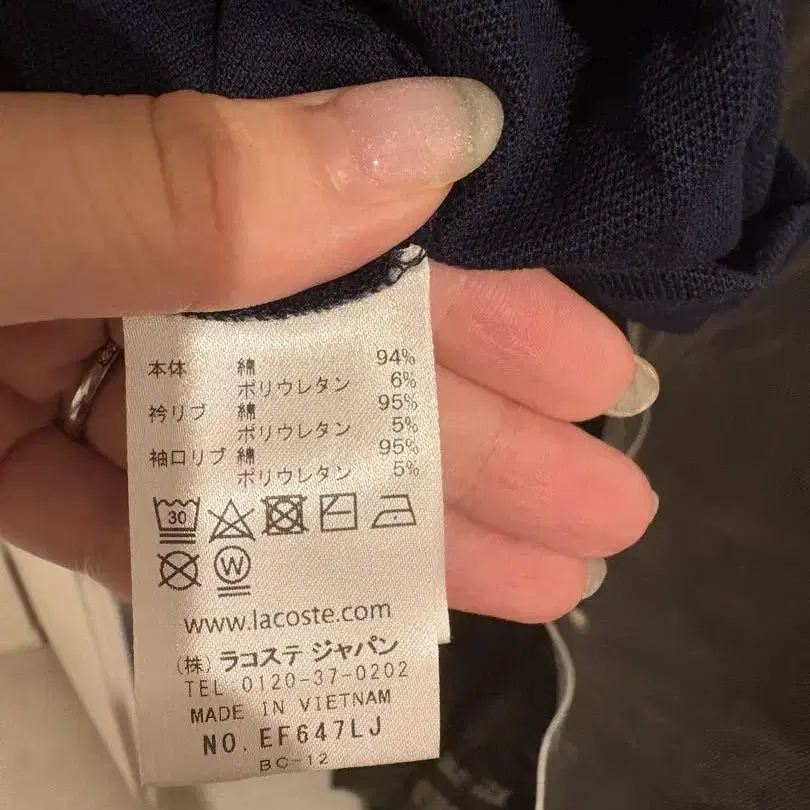 本体 綿 94%
ポリウレタン 6%
衿リブ 綿 95%
ポリウレタン 5%
袖口リブ 綿 95%
ポリウレタン 5%
30
W
www.lacoste.com
(株) ラコステ ジャパン
TEL 0120-37-0202
MADE IN VIETNAM
NO. EF647LJ
BC-12